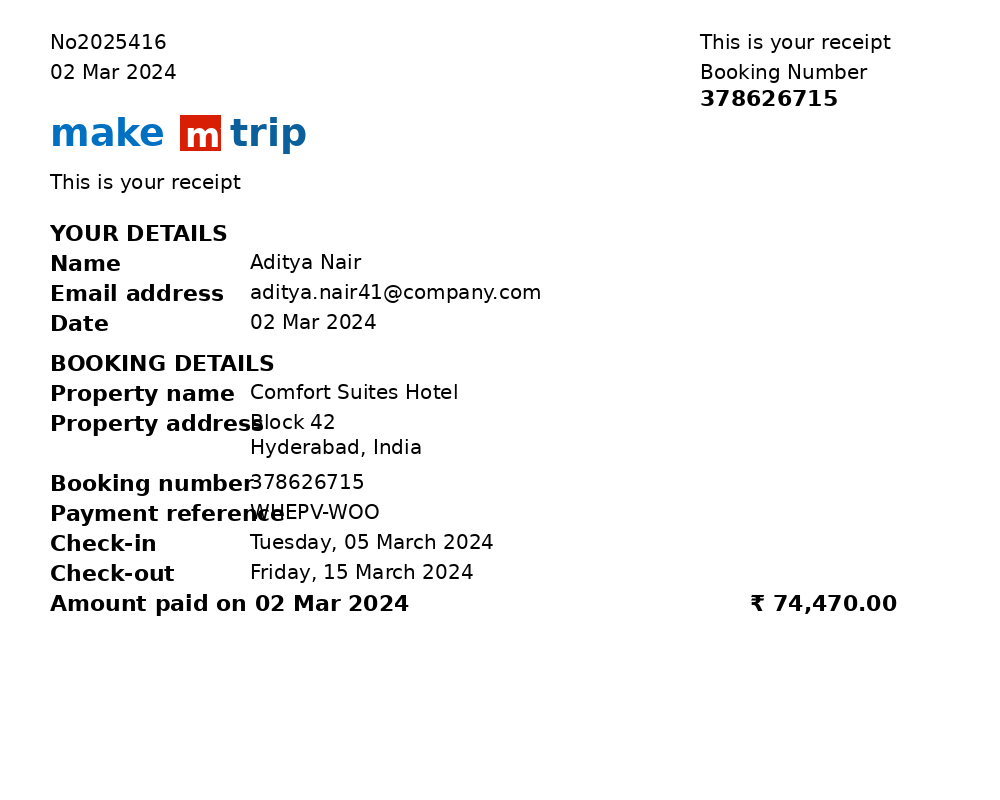 No2025416
02 Mar 2024
This is your receipt
Booking Number
378626715
make m trip
This is your receipt
YOUR DETAILS
Name Aditya Nair
Email address aditya.nair41@company.com
Date 02 Mar 2024
BOOKING DETAILS
Property name Comfort Suites Hotel
Property address Block 42
Hyderabad, India
Booking number 378626715
Payment reference WHEPV-WOO
Check-in Tuesday, 05 March 2024
Check-out Friday, 15 March 2024
Amount paid on 02 Mar 2024 ₹ 74,470.00